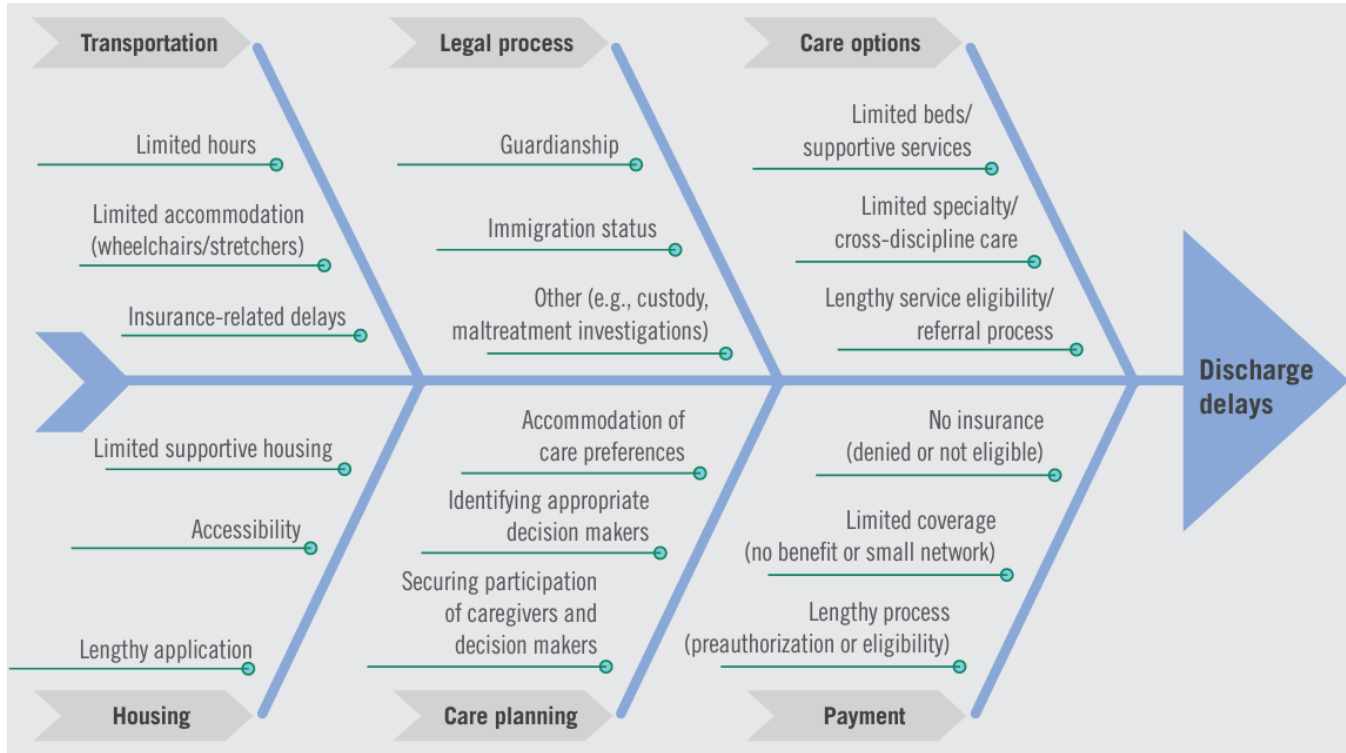 Transportation
Limited hours
Limited accommodation
(wheelchairs/stretchers)
Insurance-related delays
Legal process
Guardianship
Immigration status
Other (e.g., custody,
maltreatment investigations)
Care options
Limited beds/
supportive services
Limited specialty/
cross-discipline care
Lengthy service eligibility/
referral process
Discharge
delays
Limited supportive housing
Accessibility
Lengthy application
Housing
Accommodation of
care preferences
Identifying appropriate
decision makers
Securing participation
of caregivers and
decision makers
Care planning
No insurance
(denied or not eligible)
Limited coverage
(no benefit or small network)
Lengthy process
(preauthorization or eligibility)
Payment